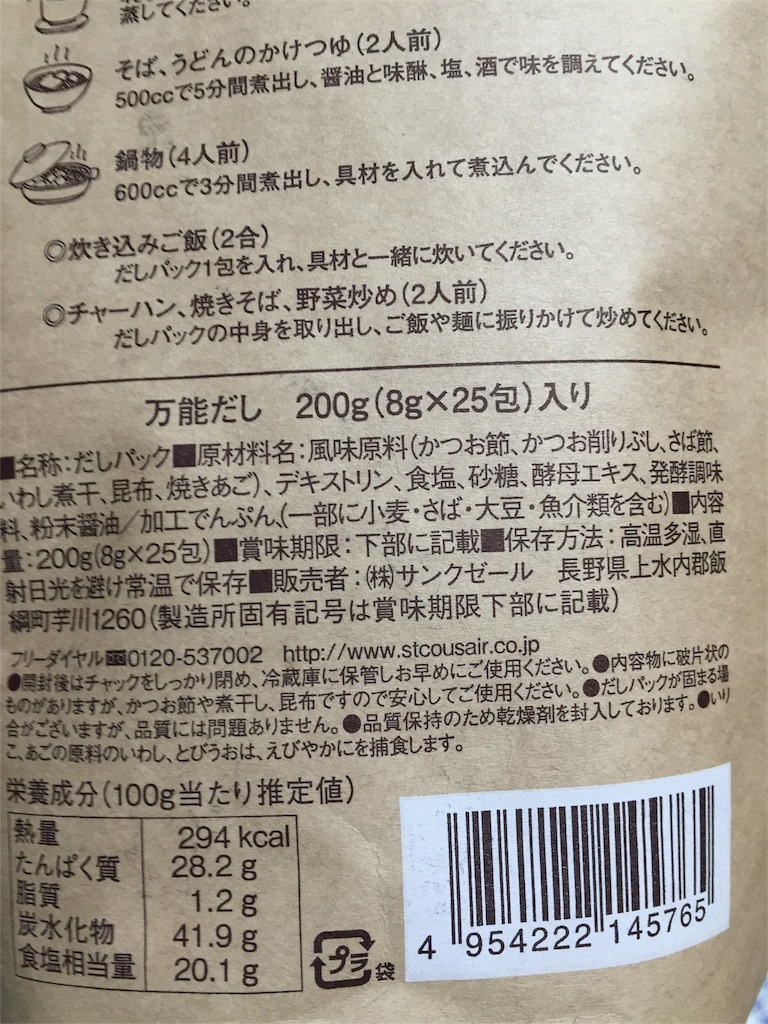 蒸してください。
そば、うどんのかけつゆ(2人前)
500ccで5分間煮出し、醤油と味醂、塩、酒で味を調えてください。
鍋物(4人前)
600ccで3分間煮出し、具材を入れて煮込んでください。
◎炊き込みご飯(2合)
だしパック1包を入れ、具材と一緒に炊いてください。
◎チャーハン、焼きそば、野菜炒め(2人前)
だしパックの中身を取り出し、ご飯や麺に振りかけて炒めてください。
万能だし 200g(8g×25包)入り
■名称:だしパック■原材料名:風味原料(かつお節、かつお削りぶし、さば節、
いわし煮干、昆布、焼きあご)、デキストリン、食塩、砂糖、酵母エキス、発酵調味
料、粉末醤油/加工でんぷん、(一部に小麦・さば・大豆・魚介類を含む)■内容
量:200g(8g×25包)■賞味期限:下部に記載■保存方法:高温多湿、直
射日光を避け常温で保存■販売者:㈱サンクゼール 長野県上水内郡飯
綱町芋川1260(製造所固有記号は賞味期限下部に記載)
フリーダイヤル 0120-537002 http://www.stcousair.co.jp
●開封後はチャックをしっかり閉め、冷蔵庫に保管しお早めにご使用ください。●内容物に破片状の
ものがありますが、かつお節や煮干し、昆布ですので安心してご使用ください。●だしパックが固まる場
合がございますが、品質には問題ありません。●品質保持のため乾燥剤を封入しております。●いり
こ、あごの原料のいわし、とびうおは、えびやかにを捕食します。
栄養成分(100g当たり推定値)
熱量 294 kcal
たんぱく質 28.2 g
脂質 1.2 g
炭水化物 41.9 g
食塩相当量 20.1 g
プラ 袋
4 954222 145765